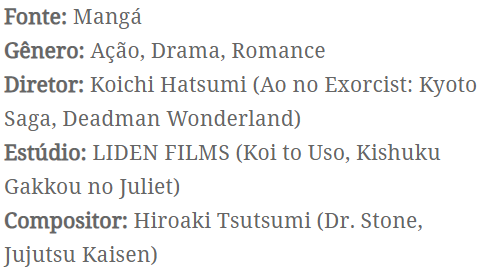 Fonte: Mangá
Gênero: Ação, Drama, Romance
Diretor: Koichi Hatsumi (Ao no Exorcist: Kyoto
Saga, Deadman Wonderland)
Estúdio: LIDEN FILMS (Koi to Uso, Kishuku
Gakkou no Juliet)
Compositor: Hiroaki Tsutsumi (Dr. Stone,
Jujutsu Kaisen)